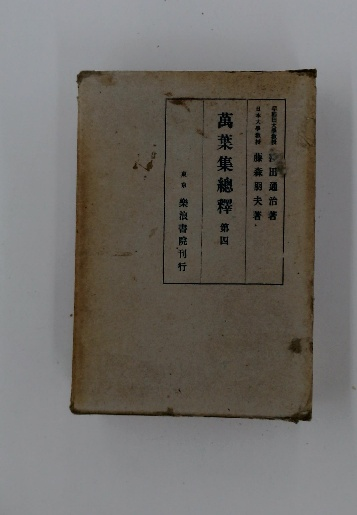 田通治著
日本大學教授 藤森朋夫著
萬葉集總釋 第四
東京 樂浪書院刊行